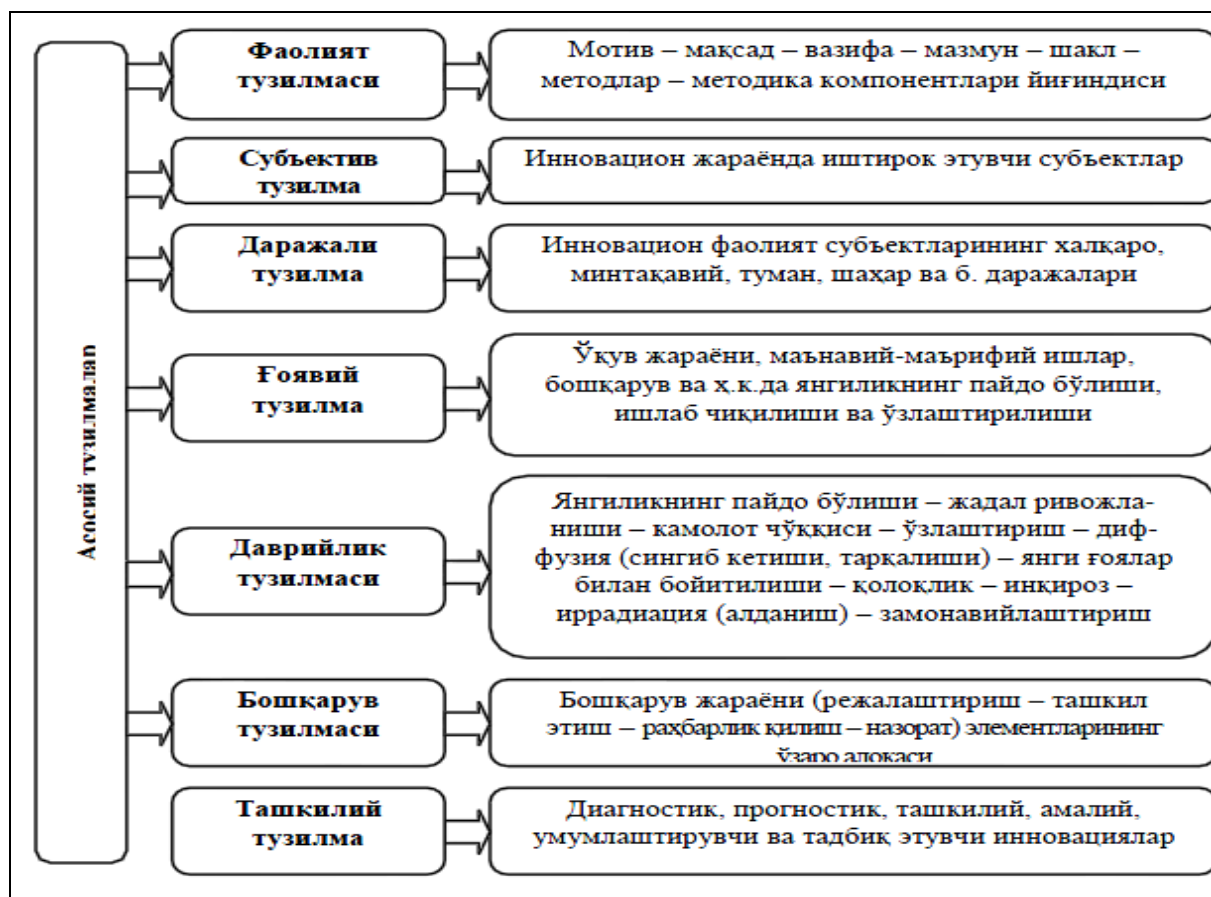 Асосий тузилмалар
Фаолият
тузилмаси
Мотив – мақсад – вазифа – мазмун – шакл –
методлар – методика компонентлари йиғиндиси
Субъектив
тузилма
Инновацион жараёнда иштирок этувчи субъектлар
Даражали
тузилма
Инновацион фаолият субъектларининг халқаро,
минтақавий, туман, шаҳар ва б. даражалари
Ғоявий
тузилма
Ўқув жараёни, маънавий-маърифий ишлар,
бошқарув ва ҳ.к.да янгиликнинг пайдо бўлиши,
ишлаб чиқилиши ва ўзлаштирилиши
Даврийлик
тузилмаси
Янгиликнинг пайдо бўлиши – жадал ривожла-
ниши – камолот чўққиси – ўзлаштириш – диф-
фузия (сингиб кетиши, тарқалиши) – янги ғоялар
билан бойитилиши – қолоқлик – инқироз –
иррадиация (алданиш) – замонавийлаштириш
Бошқарув
тузилмаси
Бошқарув жараёни (режалаштириш – ташкил
этиш – раҳбарлик қилиш – назорат) элементларининг
ўзаро алоқаси
Ташкилий
тузилма
Диагностик, прогностик, ташкилий, амалий,
умумлаштирувчи ва тадбиқ этувчи инновациялар